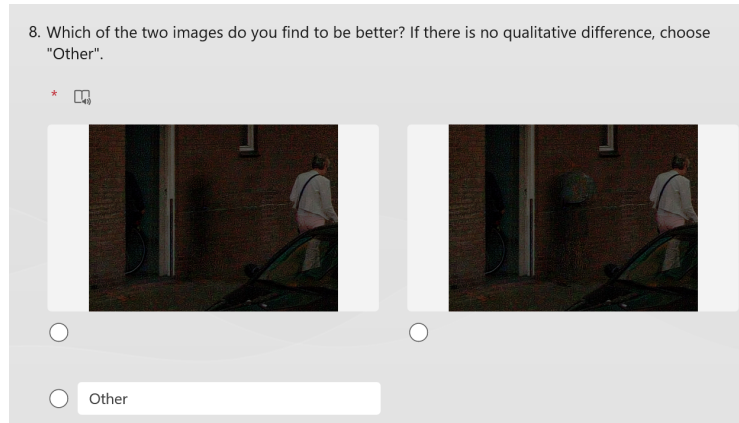 8. Which of the two images do you find to be better? If there is no qualitative difference, choose
"Other".
*
Other